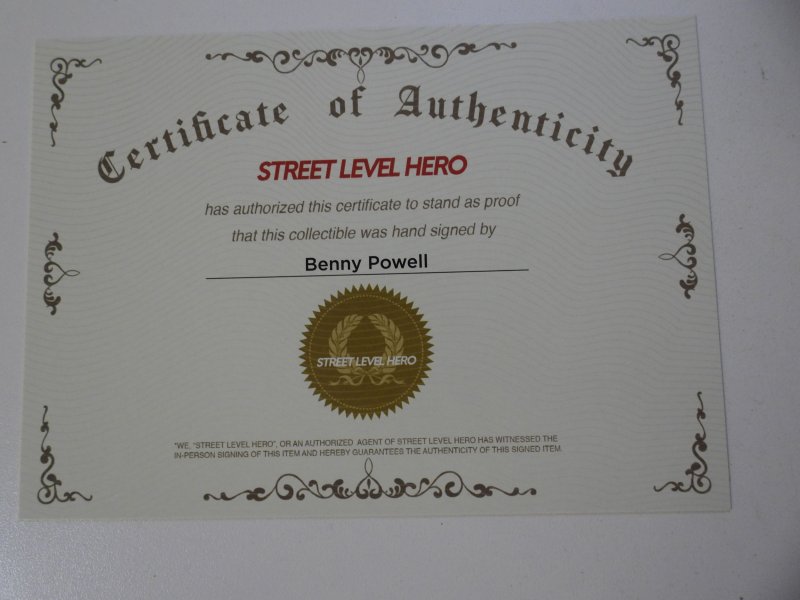 Certificate of Authenticity
STREET LEVEL HERO
has authorized this certificate to stand as proof
that this collectible was hand signed by
Benny Powell
STREET LEVEL HERO
"WE, "STREET LEVEL HERO", OR AN AUTHORIZED AGENT OF STREET LEVEL HERO HAS WITNESSED THE
IN-PERSON SIGNING OF THIS ITEM AND HEREBY GUARANTEES THE AUTHENTICITY OF THIS SIGNED ITEM.